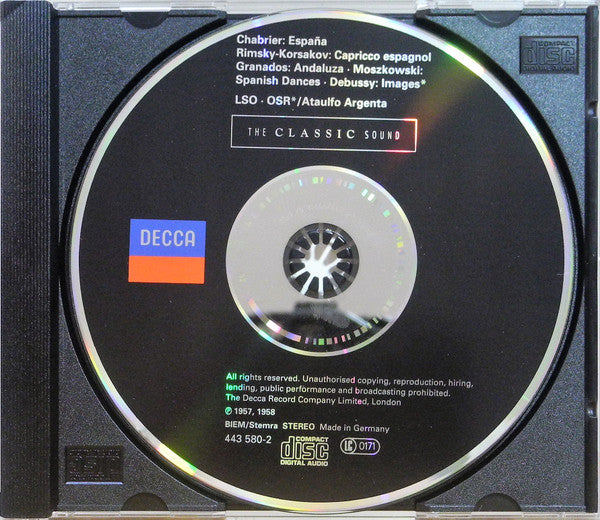 Chabrier: España
Rimsky-Korsakov: Capricco espagnol
Granados: Andaluza · Moszkowski:
Spanish Dances · Debussy: Images*
LSO · OSR*/Ataulfo Argenta
THE CLASSIC SOUND
DECCA
All rights reserved. Unauthorised copying, reproduction, hiring,
lending, public performance and broadcasting prohibited.
The Decca Record Company Limited, London
℗ 1957, 1958
BIEM/Stemra STEREO Made in Germany
443 580-2
COMPACT
disc
DIGITAL AUDIO
LC 0171
COMPACT
disc